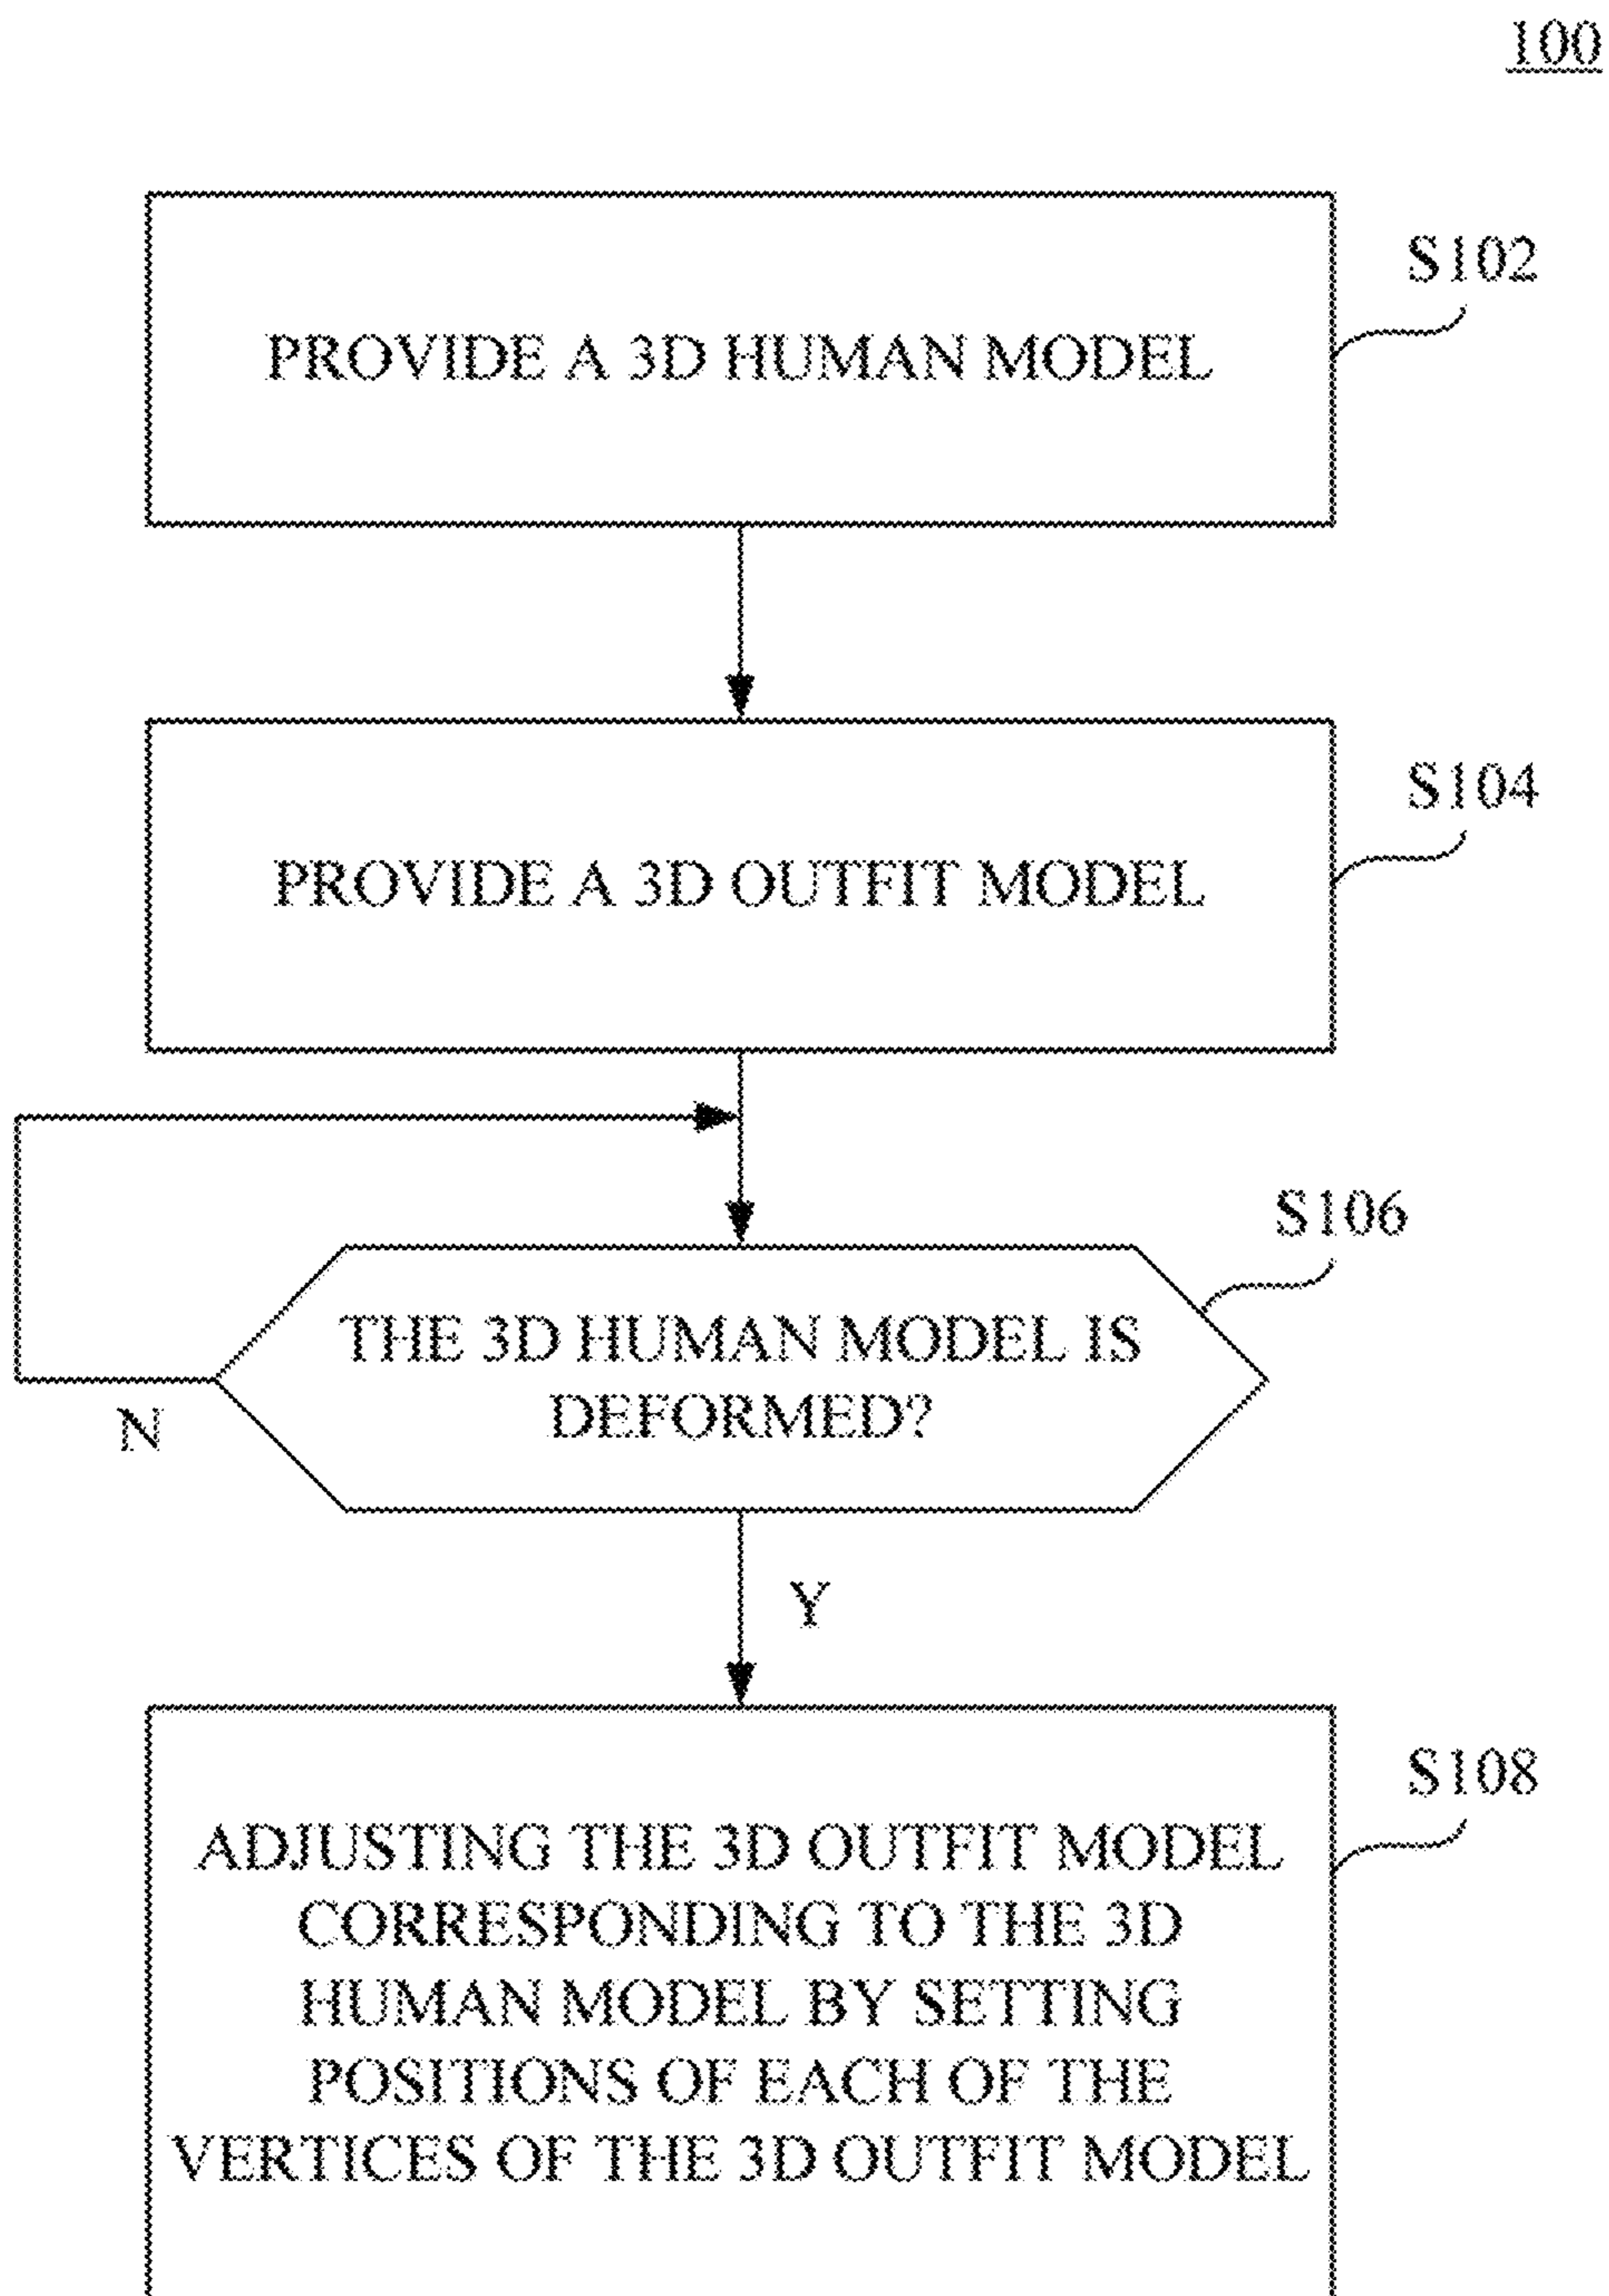 100
S102
PROVIDE A 3D HUMAN MODEL
S104
PROVIDE A 3D OUTFIT MODEL
S106
THE 3D HUMAN MODEL IS
DEFORMED?
N
Y
S108
ADJUSTING THE 3D OUTFIT MODEL
CORRESPONDING TO THE 3D
HUMAN MODEL BY SETTING
POSITIONS OF EACH OF THE
VERTICES OF THE 3D OUTFIT MODEL